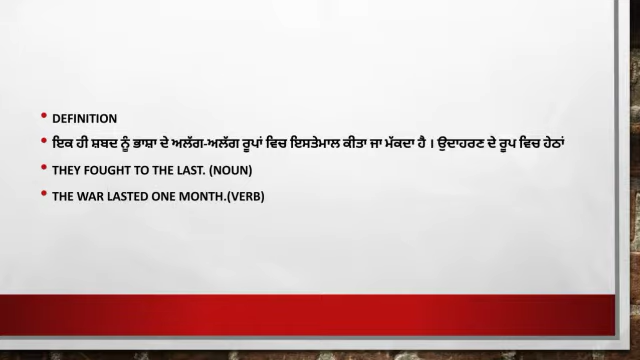 DEFINITION
ਇਕ ਹੀ ਸ਼ਬਦ ਨੂੰ ਭਾਸ਼ਾ ਦੇ ਅਲੱਗ-ਅਲੱਗ ਰੂਪਾਂ ਵਿਚ ਇਸਤੇਮਾਲ ਕੀਤਾ ਜਾ ਸੱਕਦਾ ਹੈ । ਉਦਾਹਰਣ ਦੇ ਰੂਪ ਵਿਚ ਹੇਠਾਂ
THEY FOUGHT TO THE LAST. (NOUN)
THE WAR LASTED ONE MONTH.(VERB)